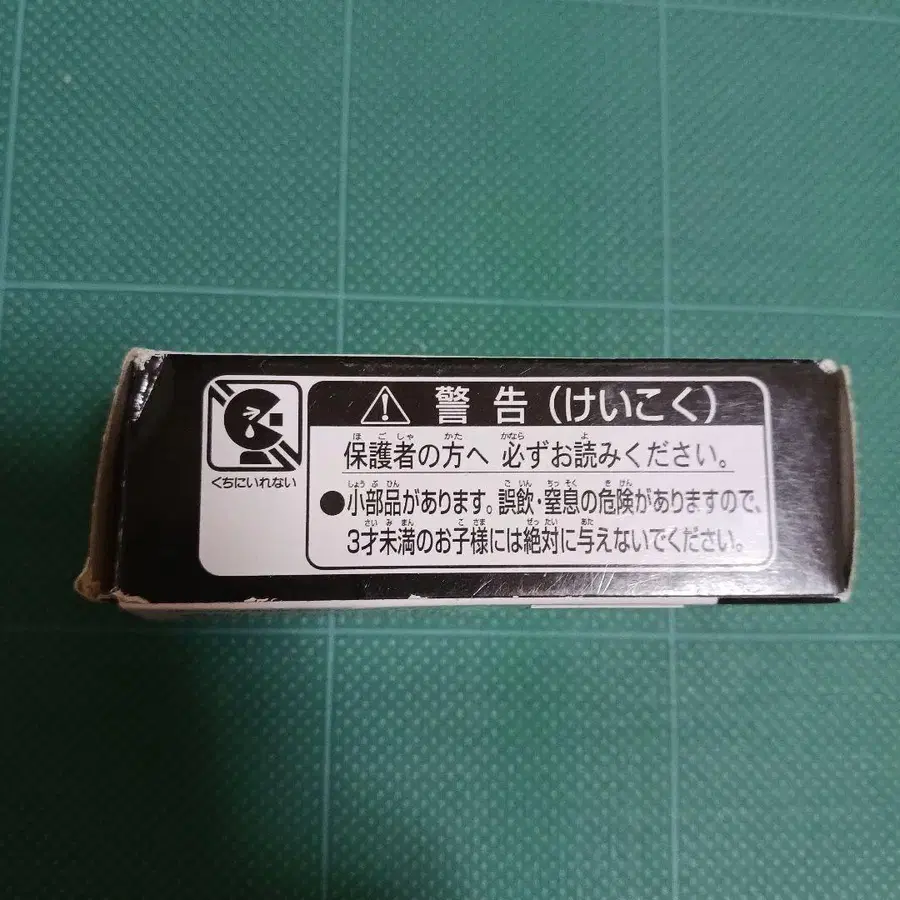 ⚠ 警告（けいこく）
保護者の方へ 必ずお読みください。
●小部品があります。誤飲・窒息の危険がありますので、
3才未満のお子様には絶対に与えないでください。
くちにいれない